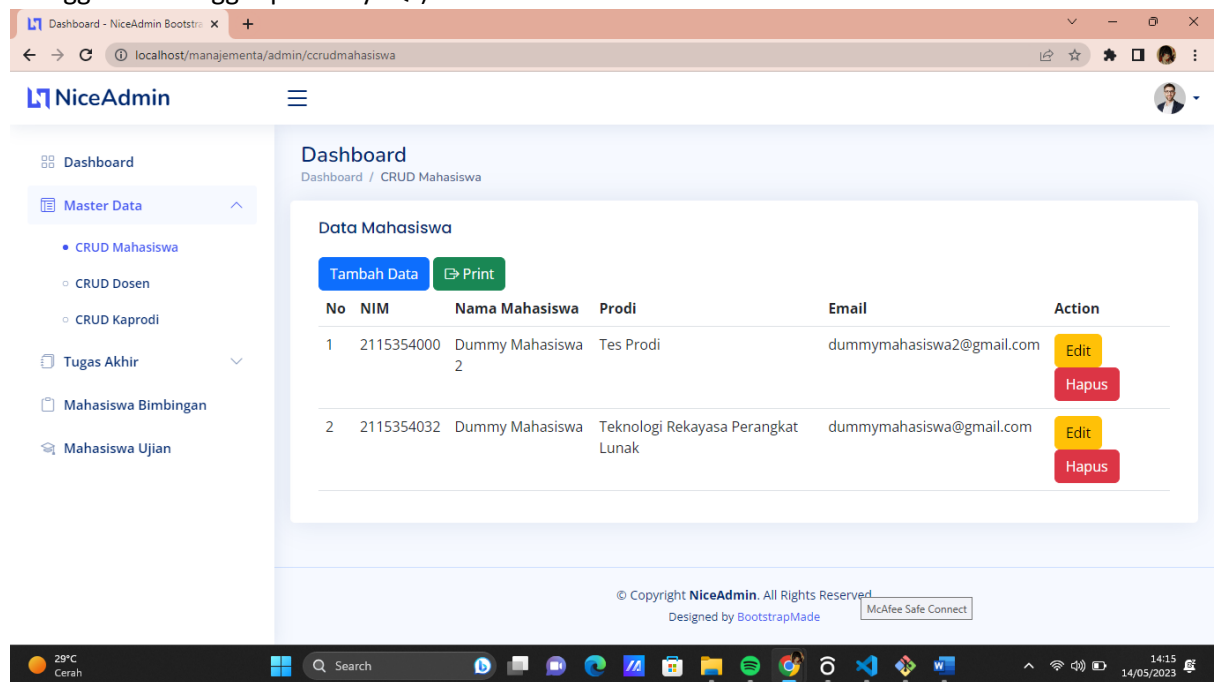 Dashboard - NiceAdmin Bootstra
localhost/manajementa/admin/ccrudmahasiswa
NiceAdmin
Dashboard
Master Data
CRUD Mahasiswa
CRUD Dosen
CRUD Kaprodi
Tugas Akhir
Mahasiswa Bimbingan
Mahasiswa Ujian
Dashboard
Dashboard / CRUD Mahasiswa
Data Mahasiswa
Tambah Data Print
No NIM Nama Mahasiswa Prodi Email Action
1 2115354000 Dummy Mahasiswa 2 Tes Prodi dummymahasiswa2@gmail.com Edit
Hapus
2 2115354032 Dummy Mahasiswa Teknologi Rekayasa Perangkat Lunak dummymahasiswa@gmail.com Edit
Hapus
© Copyright NiceAdmin. All Rights Reserved
Designed by BootstrapMade
McAfee Safe Connect
29°C
Cerah
Search
14:15
14/05/2023